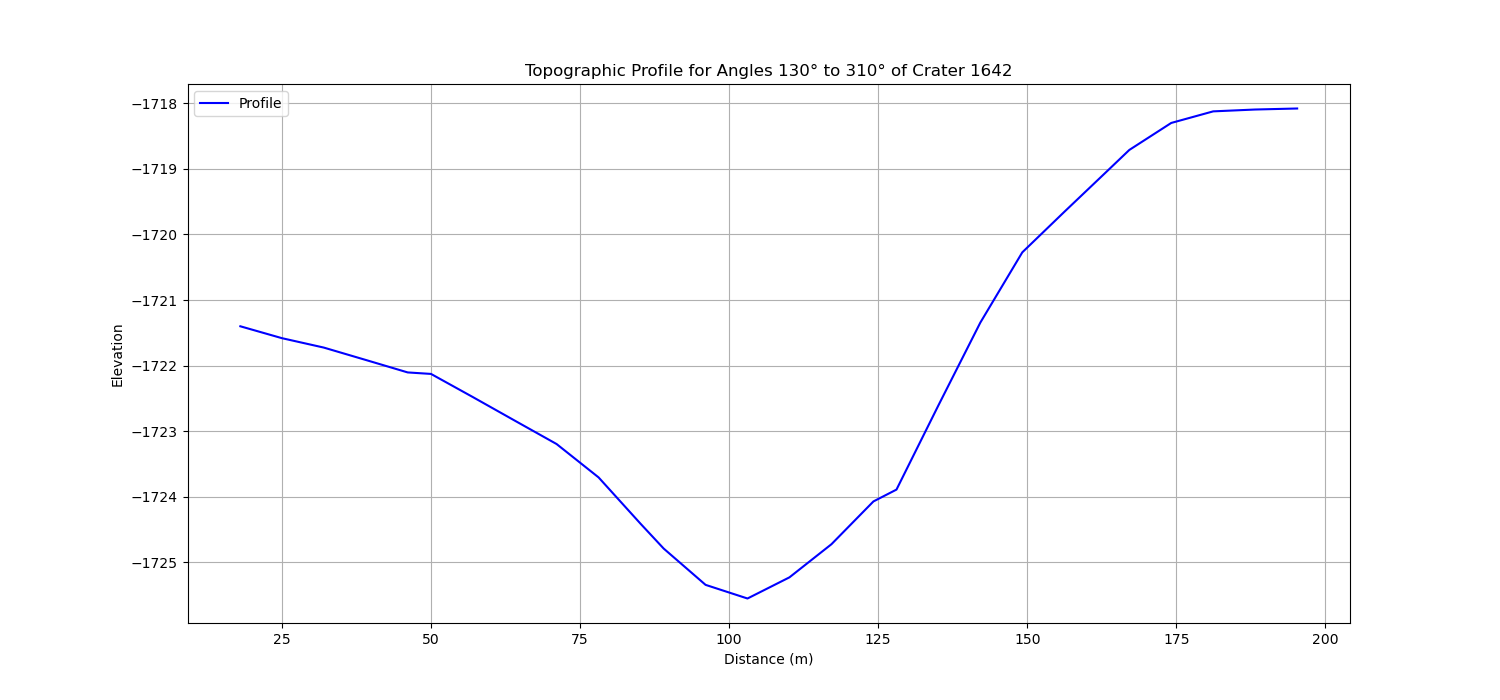 Topographic Profile for Angles 130° to 310° of Crater 1642
Profile
−1718
−1719
−1720
−1721
−1722
−1723
−1724
−1725
Elevation
25 50 75 100 125 150 175 200
Distance (m)